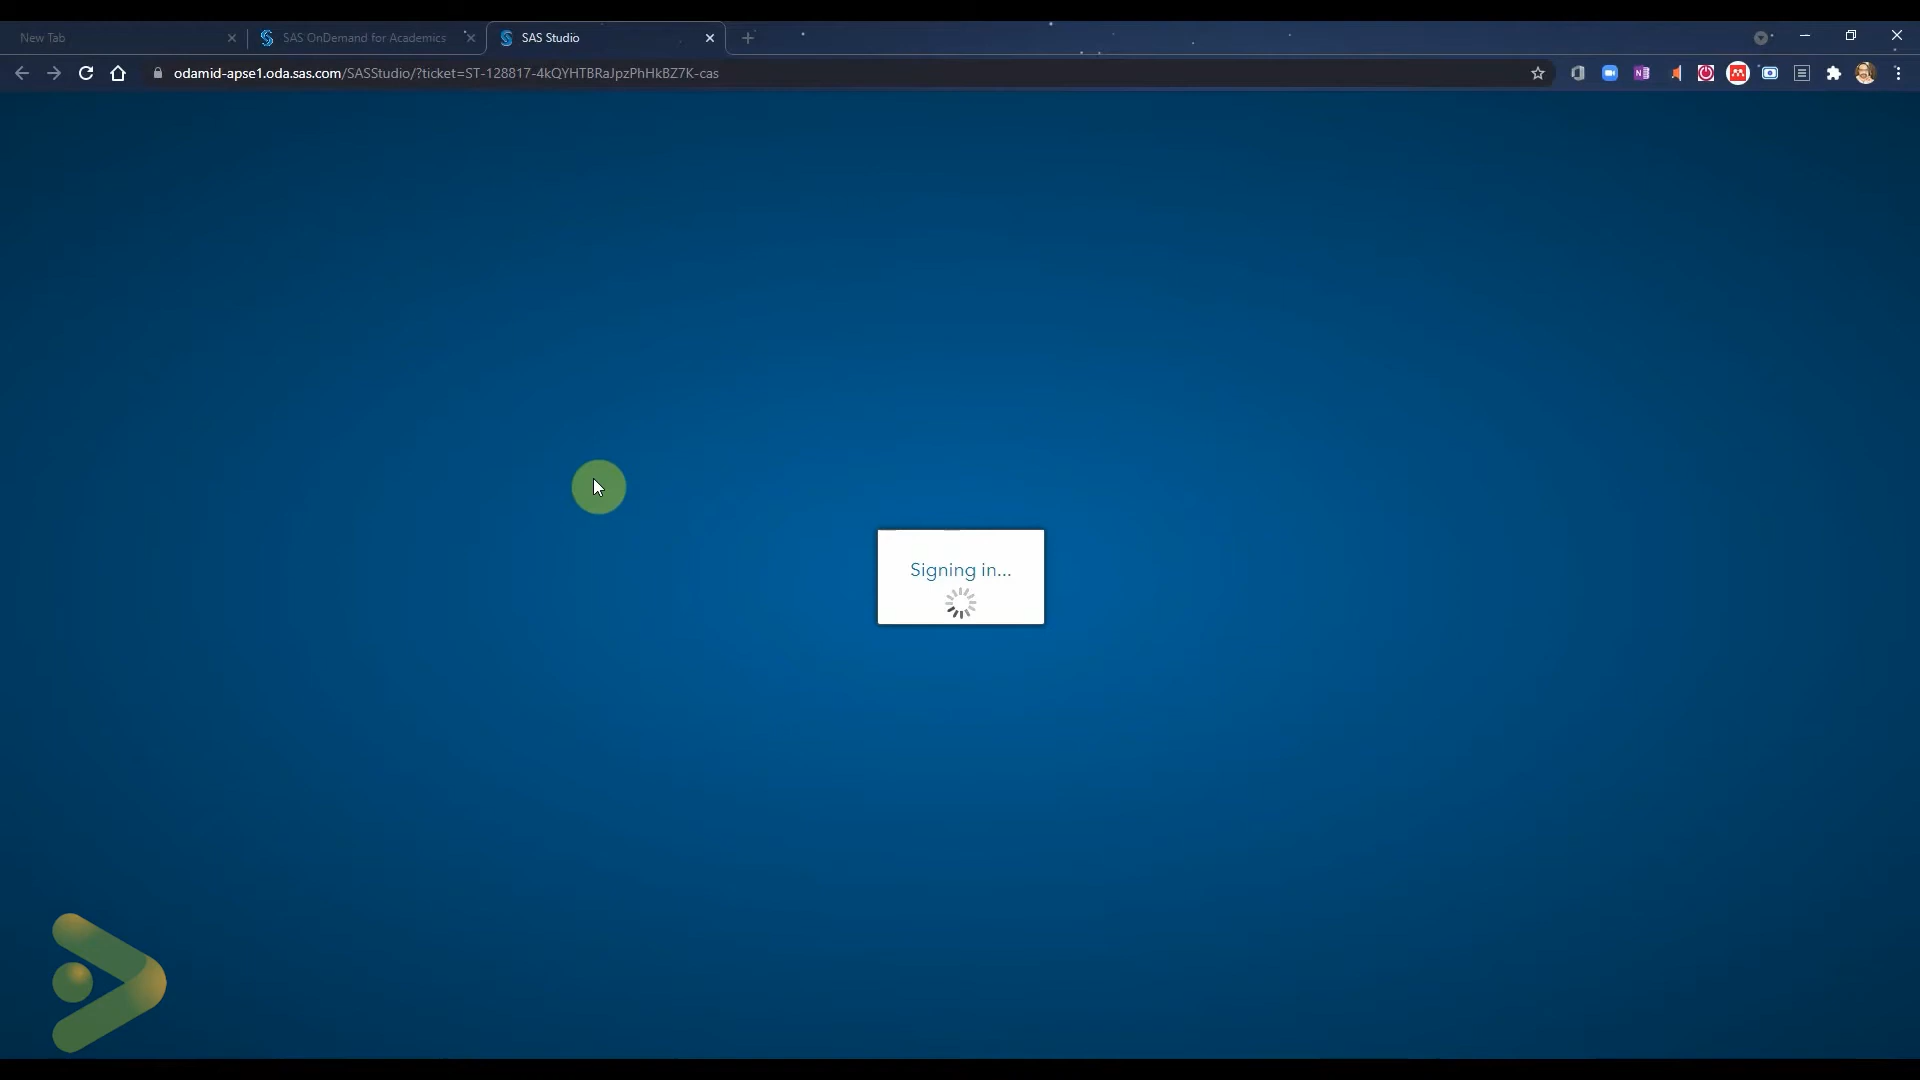 New Tab
SAS OnDemand for Academics
SAS Studio
odamid-apse1.oda.sas.com/SASStudio/?ticket=ST-128817-4kQYHTBRaJpzPhHkBZ7K-cas
Signing in...